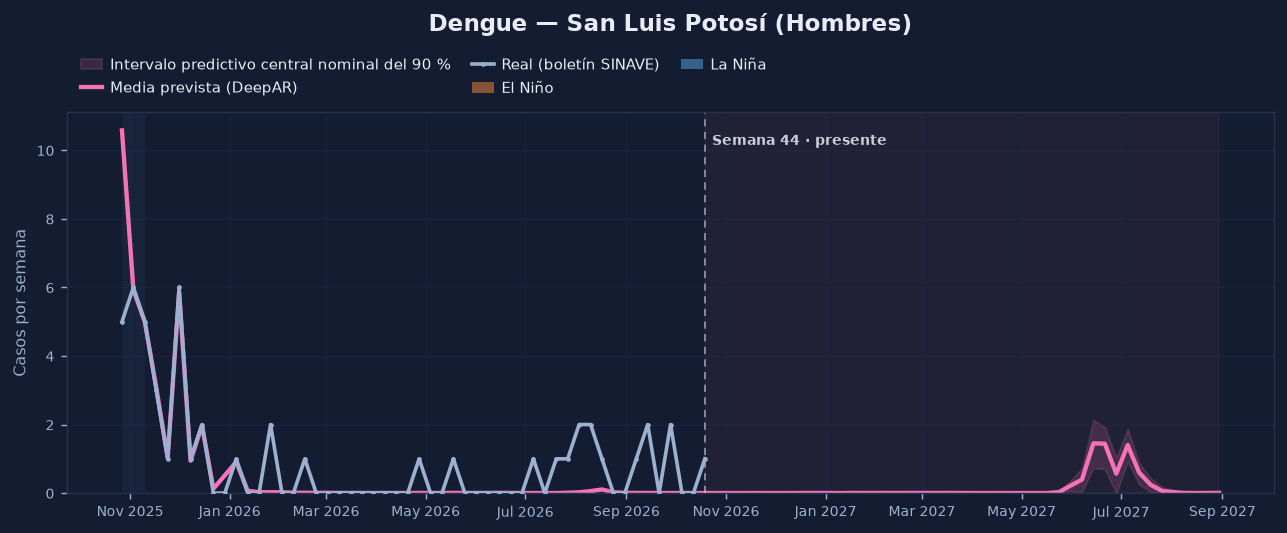 Dengue — San Luis Potosí (Hombres)
Intervalo predictivo central nominal del 90 %
Real (boletín SINAVE)
La Niña
Media prevista (DeepAR)
El Niño
Semana 44 · presente
Casos por semana
10
8
6
4
2
0
Nov 2025
Jan 2026
Mar 2026
May 2026
Jul 2026
Sep 2026
Nov 2026
Jan 2027
Mar 2027
May 2027
Jul 2027
Sep 2027